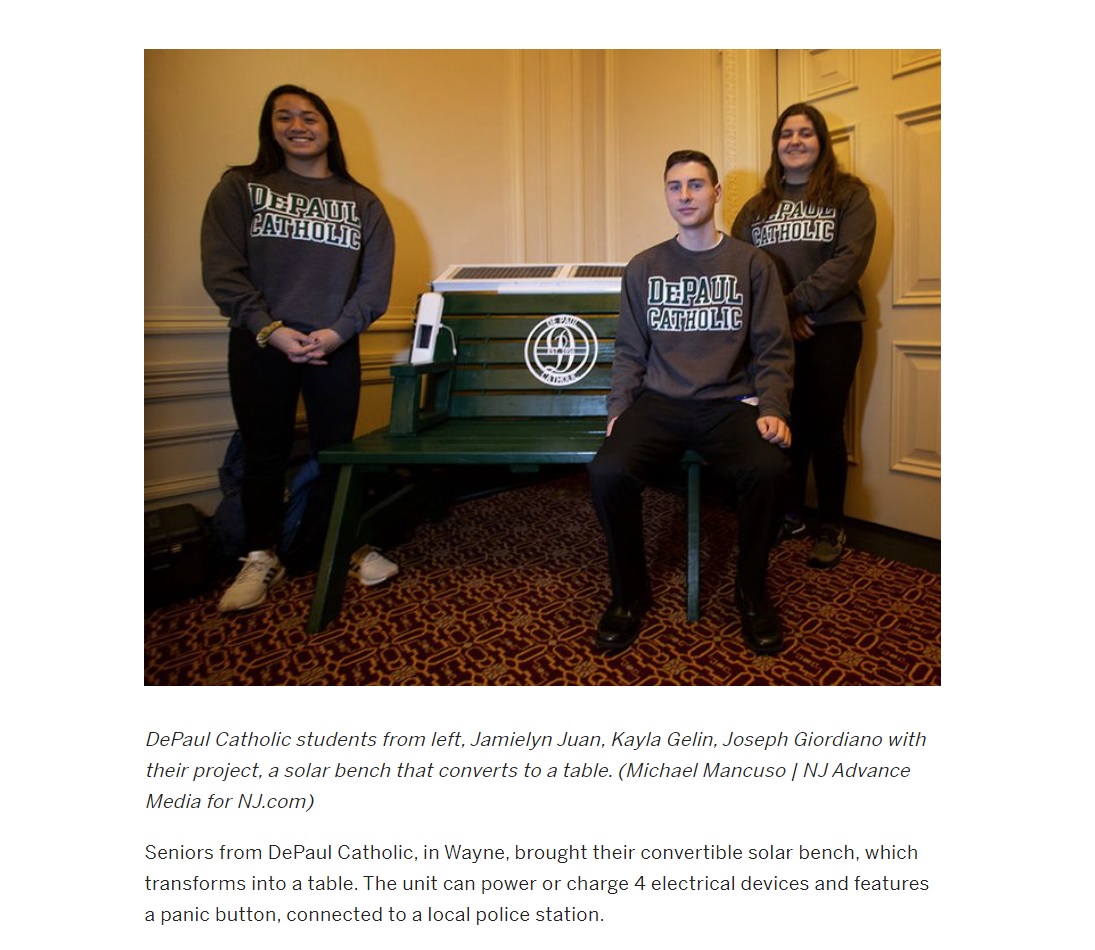 DePAUL
CATHOLIC
DePAUL
CATHOLIC
DePAUL
CATHOLIC
DE PAUL
EST. 1956
CATHOLIC
DePaul Catholic students from left, Jamielyn Juan, Kayla Gelin, Joseph Giordiano with
their project, a solar bench that converts to a table. (Michael Mancuso | NJ Advance
Media for NJ.com)
Seniors from DePaul Catholic, in Wayne, brought their convertible solar bench, which
transforms into a table. The unit can power or charge 4 electrical devices and features
a panic button, connected to a local police station.